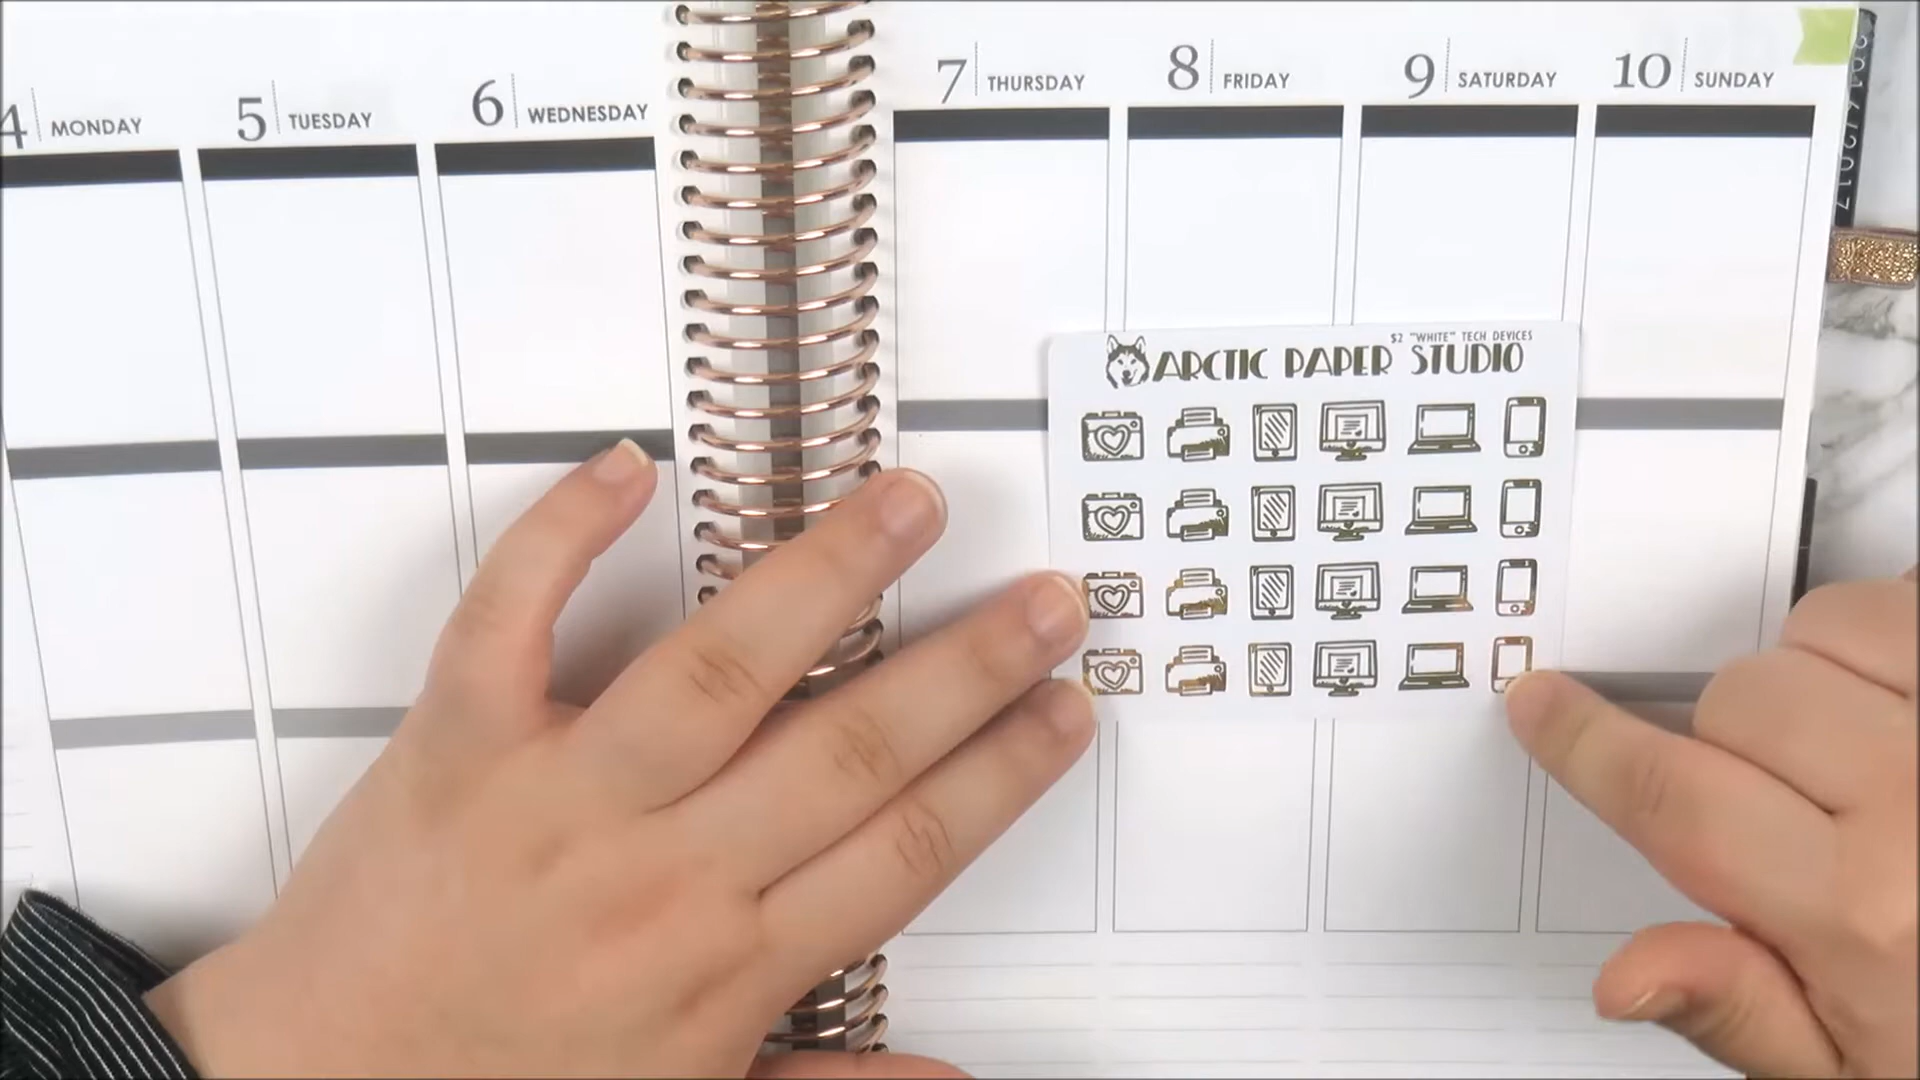 4 MONDAY
5 TUESDAY
6 WEDNESDAY
7 THURSDAY
8 FRIDAY
9 SATURDAY
10 SUNDAY
$2 "WHITE" TECH DEVICES
ARCTIC PAPER STUDIO